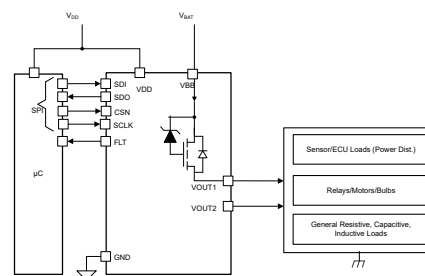 VDD
VBAT
SDI
VDD
VBB
SDO
SPI
CSN
SCLK
FLT
µC
VOUT1
VOUT2
GND
Sensor/ECU Loads (Power Dist.)
Relays/Motors/Bulbs
General Resistive, Capacitive,
Inductive Loads